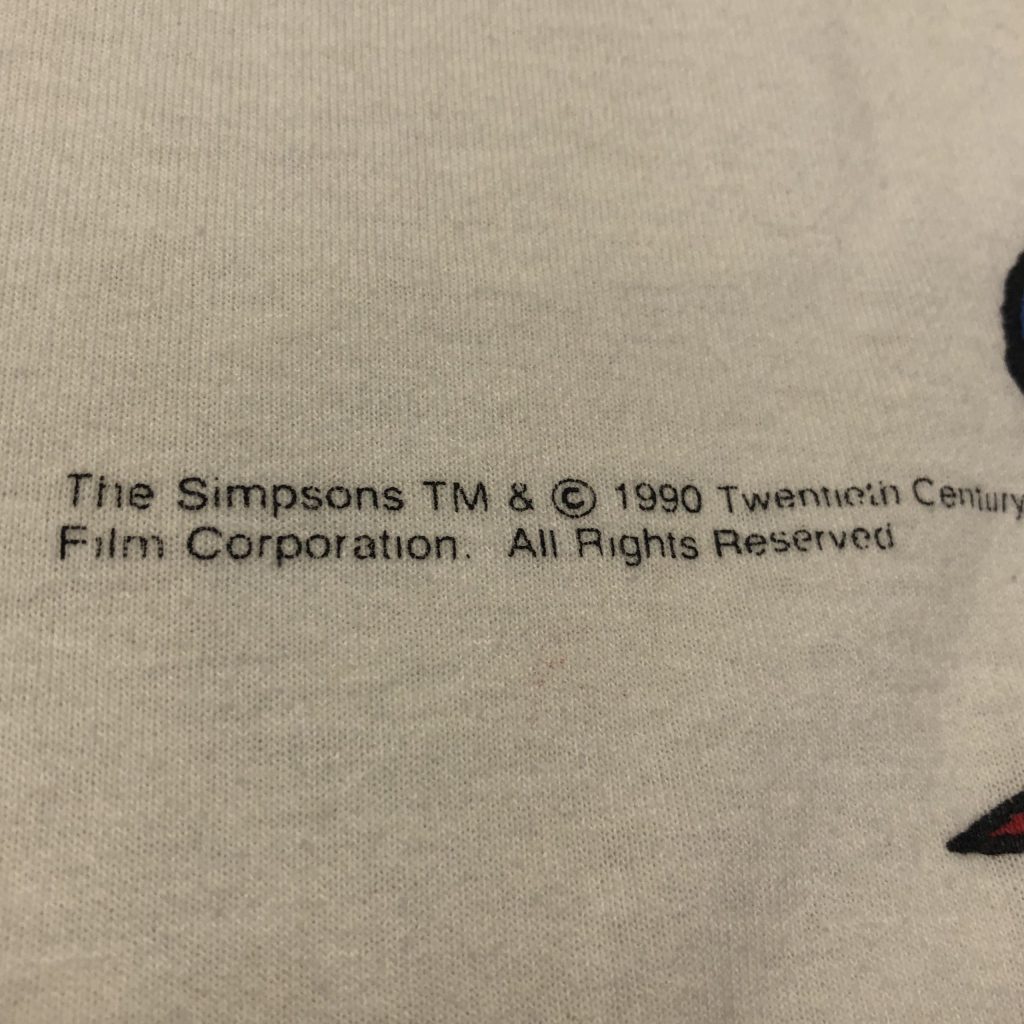 The Simpsons TM & © 1990 Twentieth Century
Film Corporation. All Rights Reserved